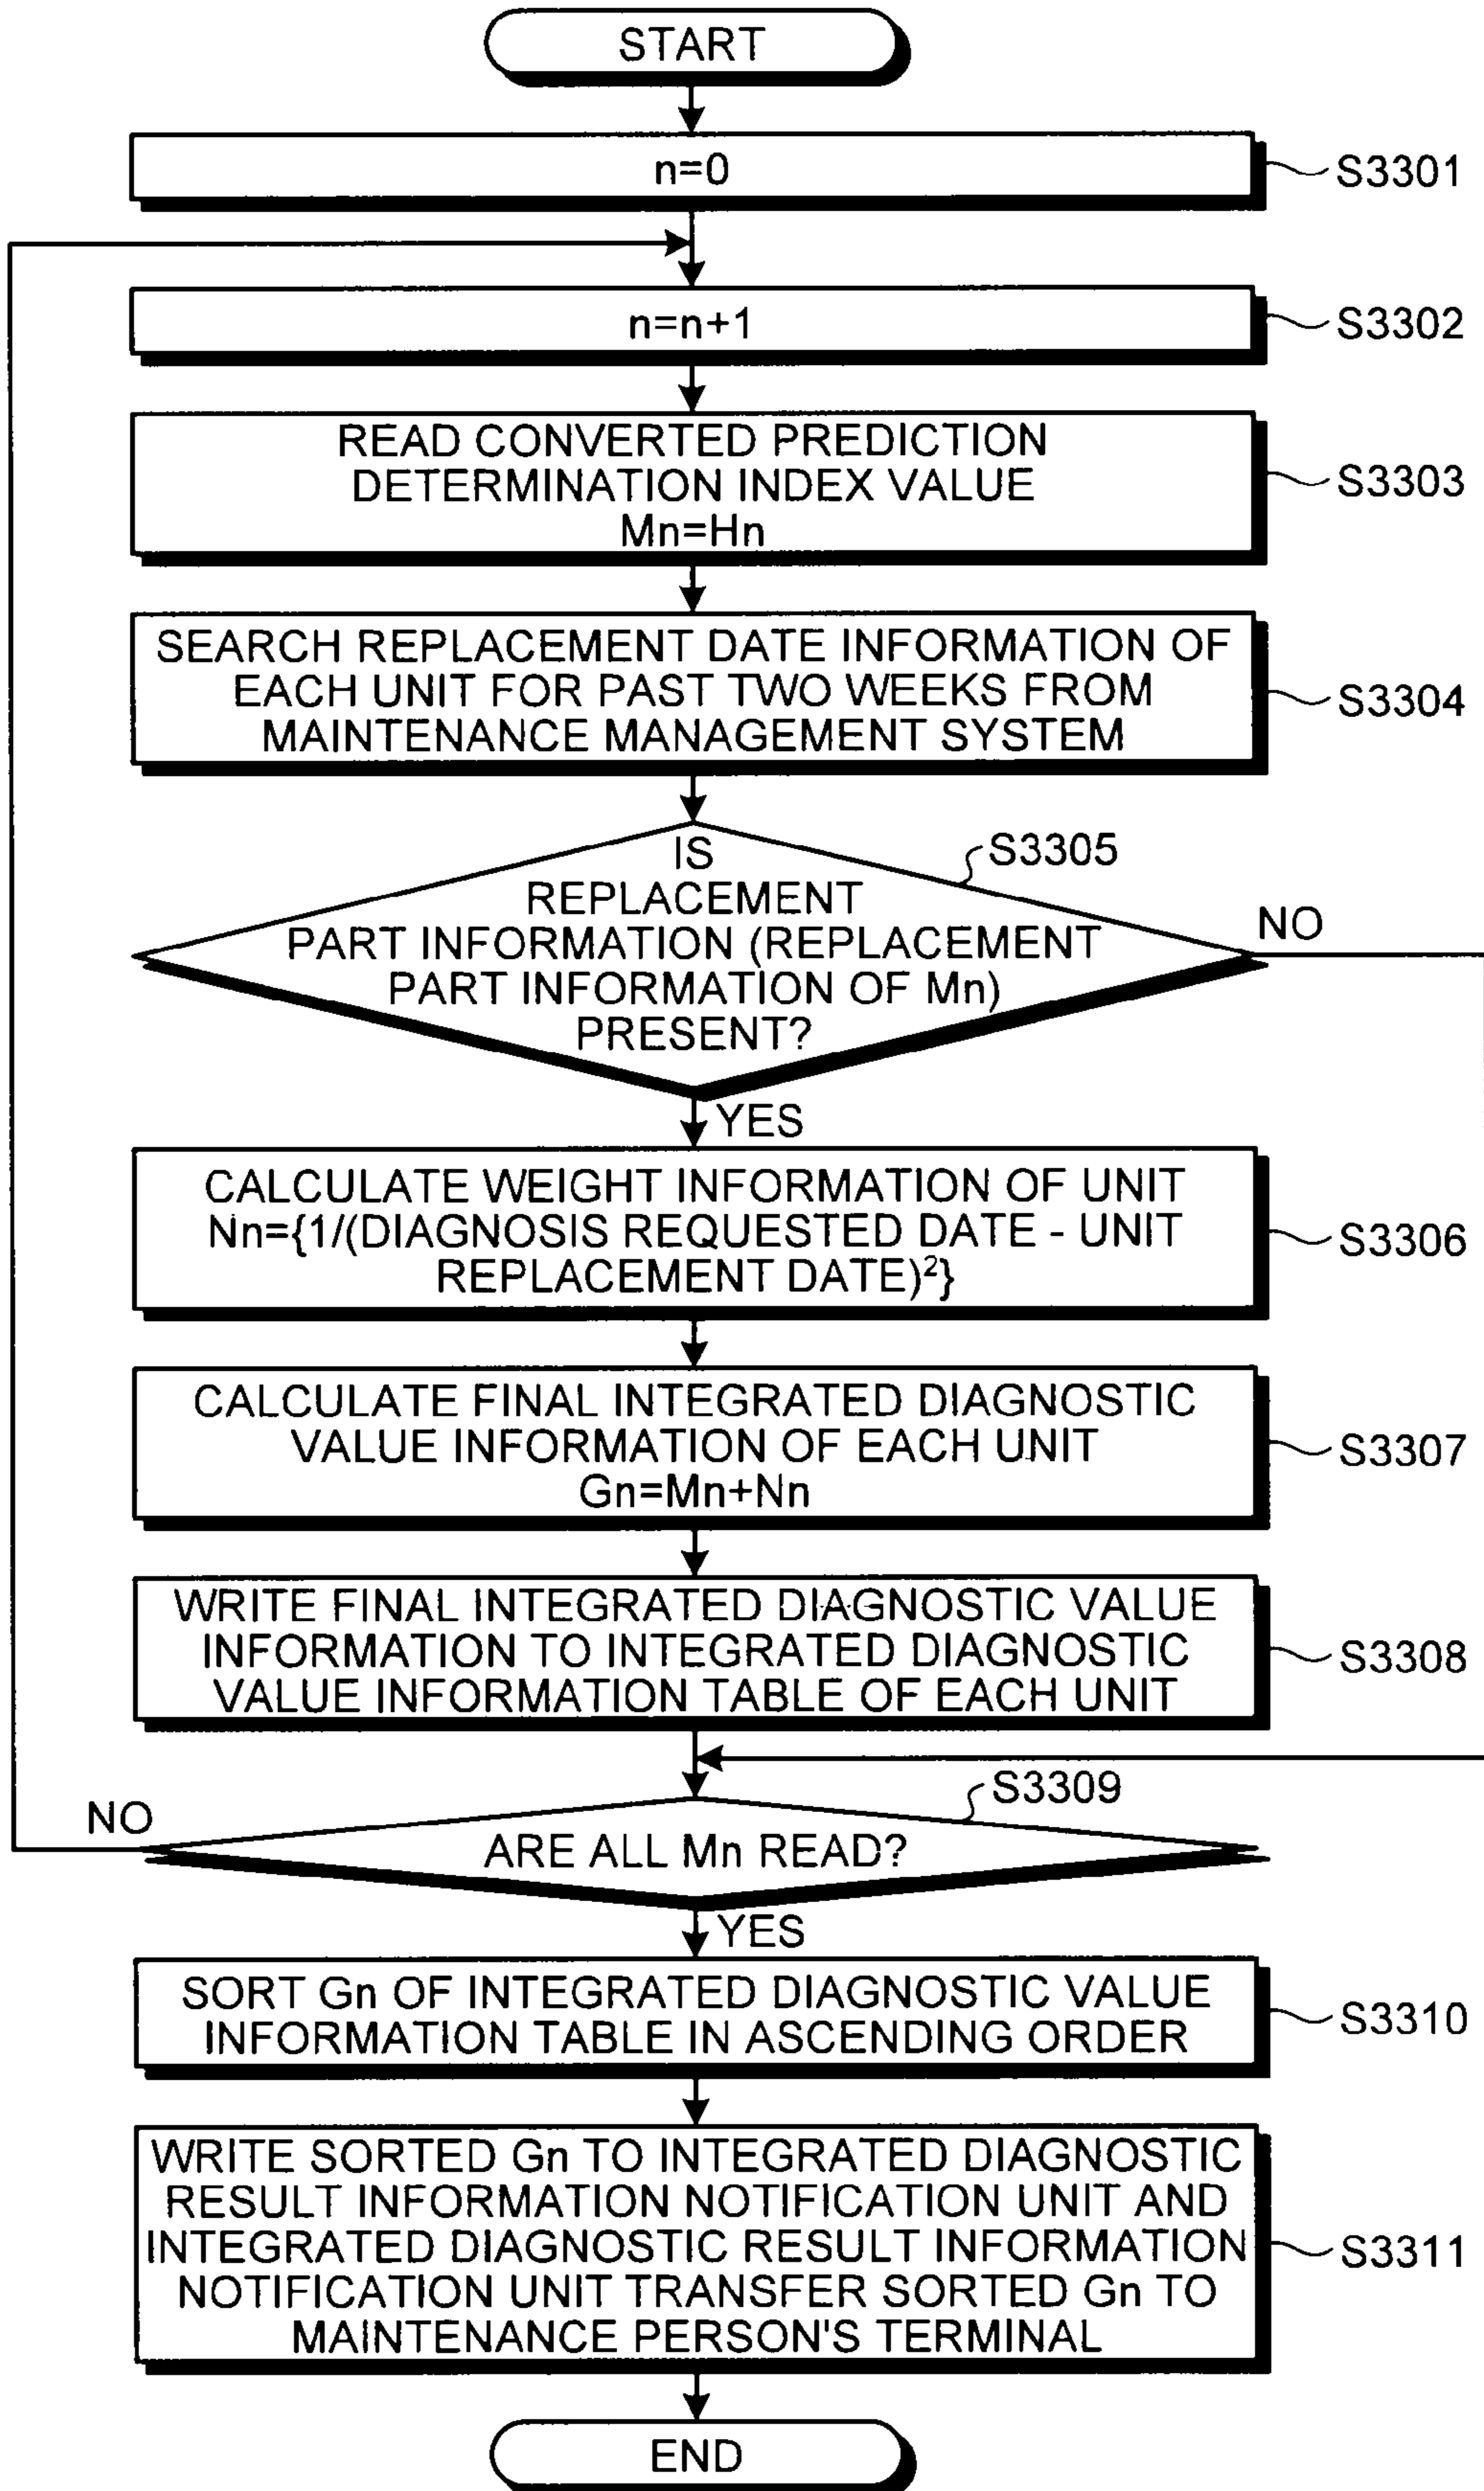 START
n=0
S3301
n=n+1
S3302
READ CONVERTED PREDICTION
DETERMINATION INDEX VALUE
Mn=Hn
S3303
SEARCH REPLACEMENT DATE INFORMATION OF
EACH UNIT FOR PAST TWO WEEKS FROM
MAINTENANCE MANAGEMENT SYSTEM
S3304
IS
REPLACEMENT
PART INFORMATION (REPLACEMENT
PART INFORMATION OF Mn)
PRESENT?
S3305
NO
YES
CALCULATE WEIGHT INFORMATION OF UNIT
Nn={1/(DIAGNOSIS REQUESTED DATE - UNIT
REPLACEMENT DATE)²}
S3306
CALCULATE FINAL INTEGRATED DIAGNOSTIC
VALUE INFORMATION OF EACH UNIT
Gn=Mn+Nn
S3307
WRITE FINAL INTEGRATED DIAGNOSTIC VALUE
INFORMATION TO INTEGRATED DIAGNOSTIC
VALUE INFORMATION TABLE OF EACH UNIT
S3308
S3309
NO
ARE ALL Mn READ?
YES
SORT Gn OF INTEGRATED DIAGNOSTIC VALUE
INFORMATION TABLE IN ASCENDING ORDER
S3310
WRITE SORTED Gn TO INTEGRATED DIAGNOSTIC
RESULT INFORMATION NOTIFICATION UNIT AND
INTEGRATED DIAGNOSTIC RESULT INFORMATION
NOTIFICATION UNIT TRANSFER SORTED Gn TO
MAINTENANCE PERSON'S TERMINAL
S3311
END